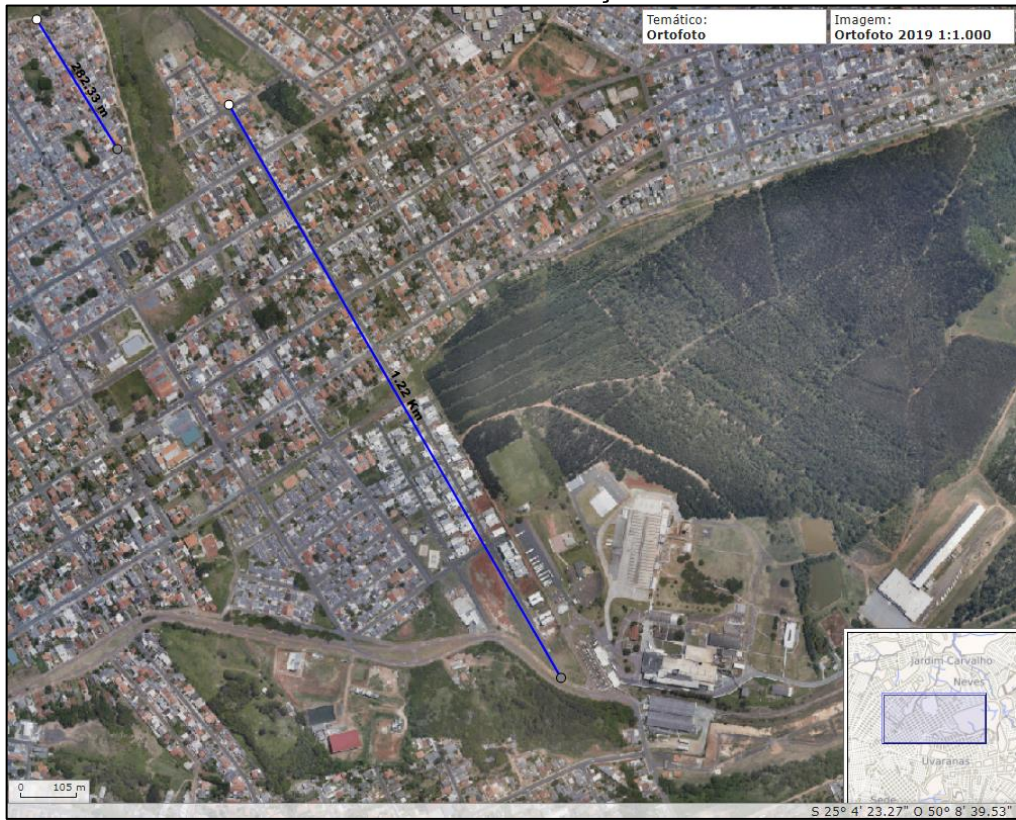 Temático:
Ortofoto
Imagem:
Ortofoto 2019 1:1.000
282.33 m
1.22 Km
Jardim Carvalho
Neves
Uvaranas
0 105 m
S 25° 4' 23.27" O 50° 8' 39.53"